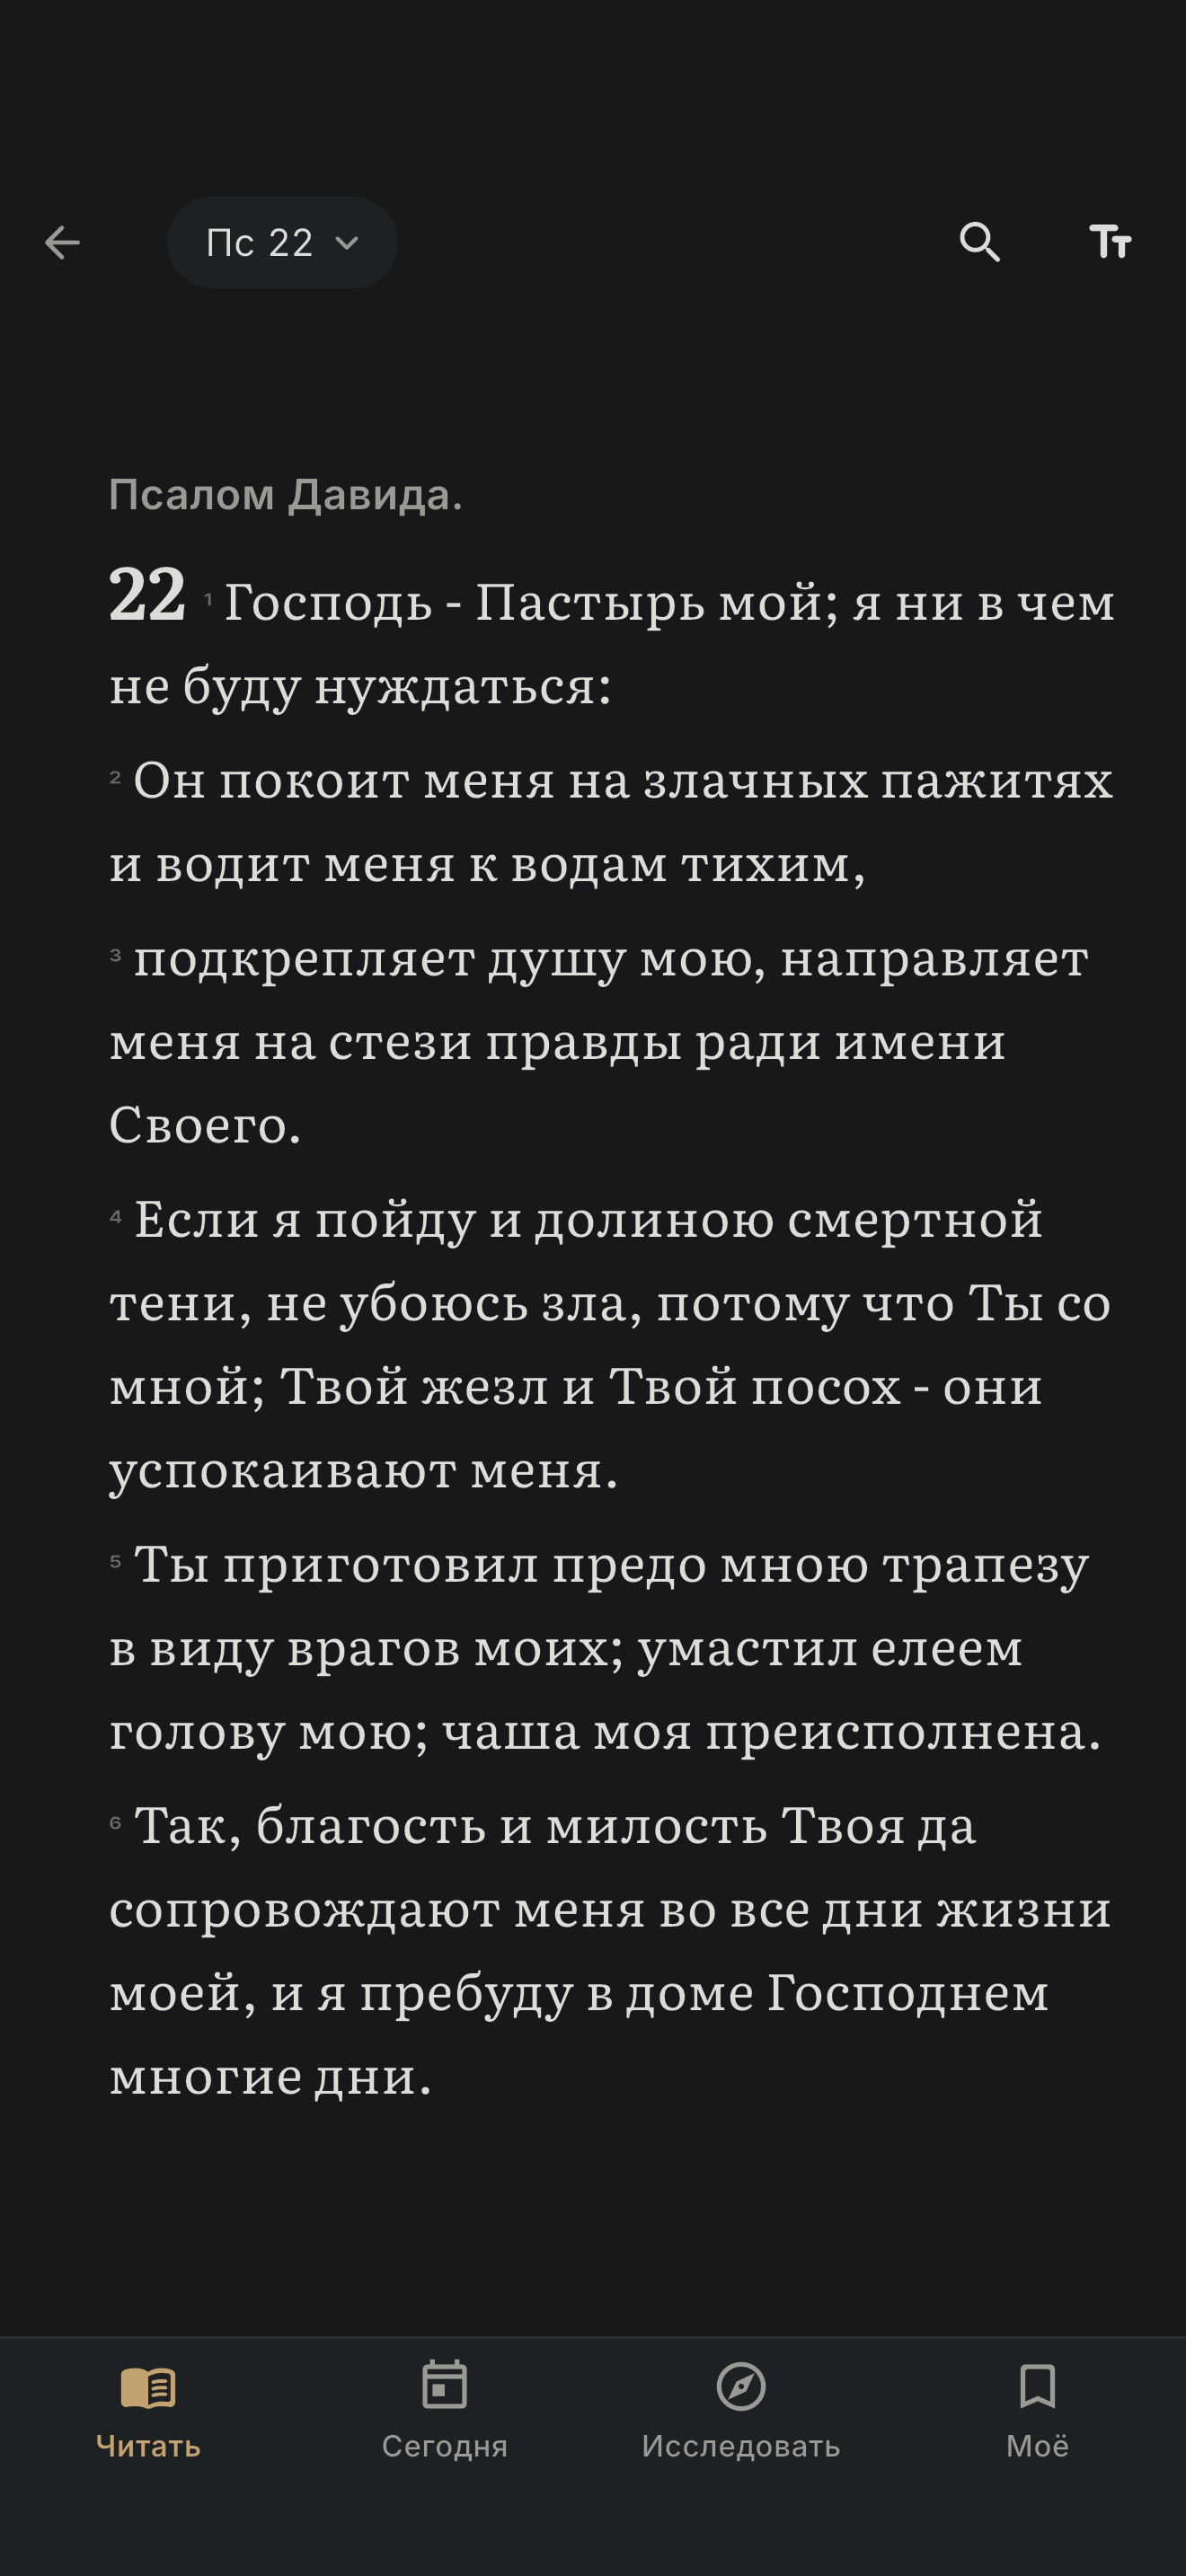 Пс 22
Псалом Давида.
22 1 Господь - Пастырь мой; я ни в чем
не буду нуждаться:
2 Он покоит меня на злачных пажитях
и водит меня к водам тихим,
3 подкрепляет душу мою, направляет
меня на стези правды ради имени
Своего.
4 Если я пойду и долиною смертной
тени, не убоюсь зла, потому что Ты со
мной; Твой жезл и Твой посох - они
успокаивают меня.
5 Ты приготовил предо мною трапезу
в виду врагов моих; умастил елеем
голову мою; чаша моя преисполнена.
6 Так, благость и милость Твоя да
сопровождают меня во все дни жизни
моей, и я пребуду в доме Господнем
многие дни.
Читать Сегодня Исследовать Моё